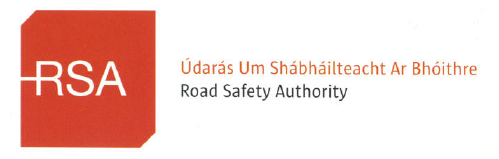 RSA
Údarás Um Shábháilteacht Ar Bhóithre
Road Safety Authority